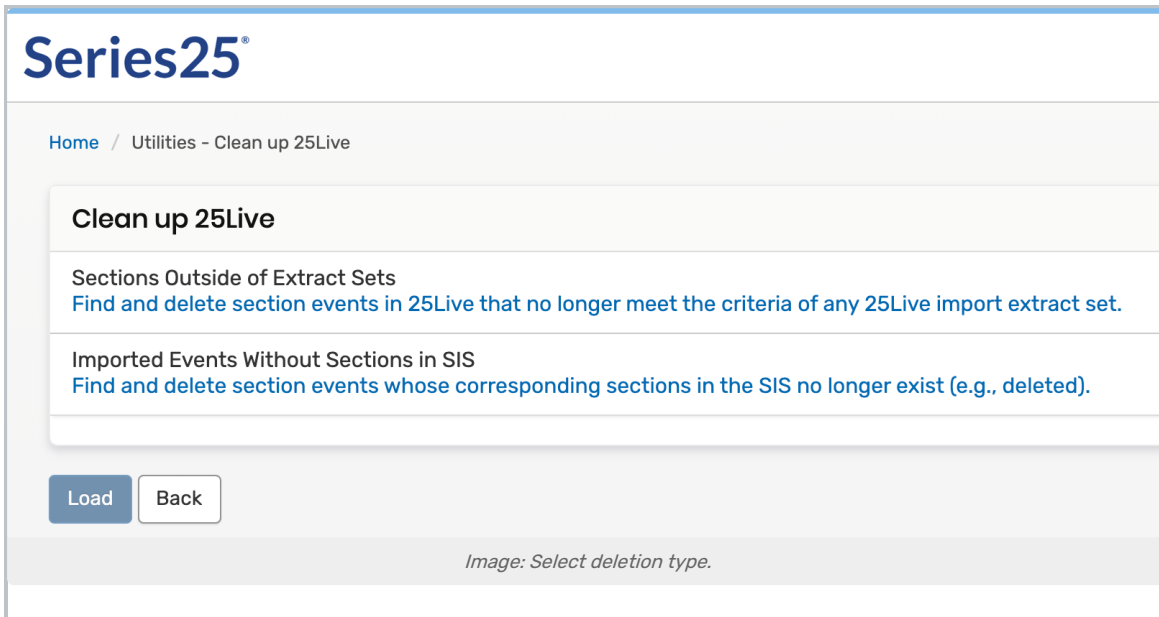 Series25®
Home / Utilities - Clean up 25Live
Clean up 25Live
Sections Outside of Extract Sets
Find and delete section events in 25Live that no longer meet the criteria of any 25Live import extract set.
Imported Events Without Sections in SIS
Find and delete section events whose corresponding sections in the SIS no longer exist (e.g., deleted).
Load Back
Image: Select deletion type.